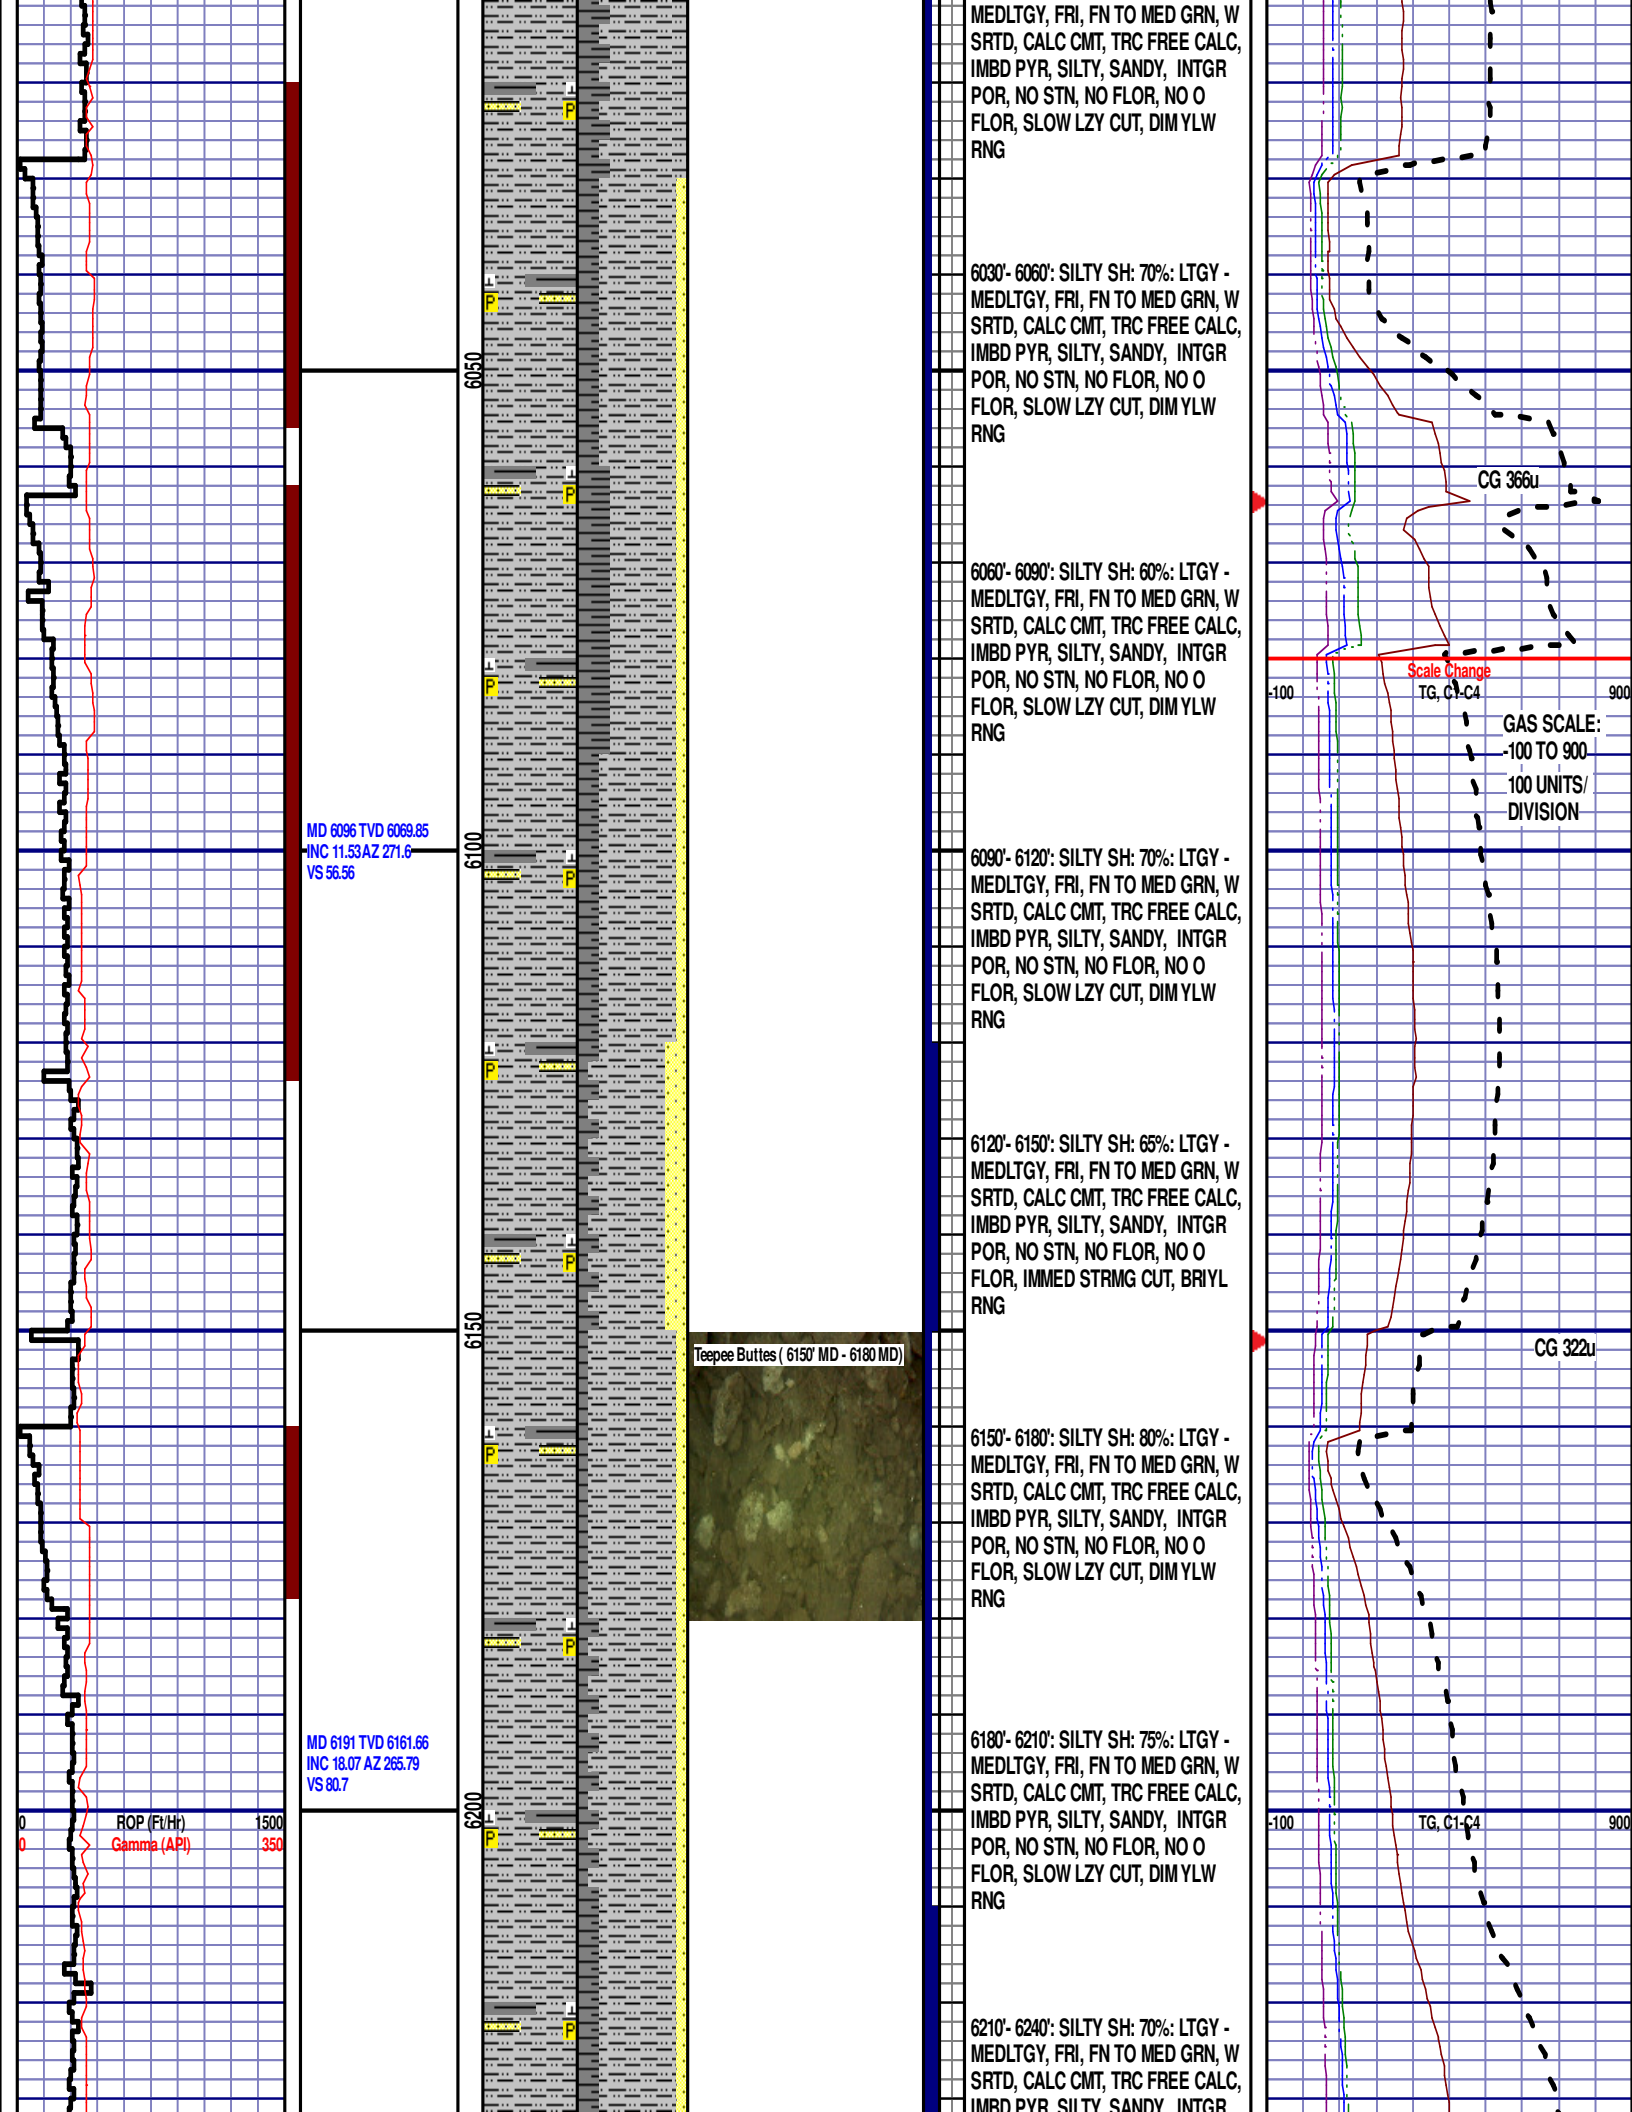 MEDLTGY, FRI, FN TO MED GRN, W
SRTD, CALC CMT, TRC FREE CALC,
IMBD PYR, SILTY, SANDY, INTGR
POR, NO STN, NO FLOR, NO O
FLOR, SLOW LZY CUT, DIM YLW
RNG
P
6030'- 6060': SILTY SH: 70%: LTGY -
MEDLTGY, FRI, FN TO MED GRN, W
SRTD, CALC CMT, TRC FREE CALC,
IMBD PYR, SILTY, SANDY, INTGR
POR, NO STN, NO FLOR, NO O
FLOR, SLOW LZY CUT, DIM YLW
RNG
P
6050
CG 366u
P
6060'- 6090': SILTY SH: 60%: LTGY -
MEDLTGY, FRI, FN TO MED GRN, W
SRTD, CALC CMT, TRC FREE CALC,
IMBD PYR, SILTY, SANDY, INTGR
POR, NO STN, NO FLOR, NO O
FLOR, SLOW LZY CUT, DIM YLW
RNG
P
Scale Change
-100 TG, C1-C4 900
GAS SCALE:
-100 TO 900
100 UNITS/
DIVISION
MD 6096 TVD 6069.85
INC 11.53 AZ 271.6
VS 56.56
6100
P
6090'- 6120': SILTY SH: 70%: LTGY -
MEDLTGY, FRI, FN TO MED GRN, W
SRTD, CALC CMT, TRC FREE CALC,
IMBD PYR, SILTY, SANDY, INTGR
POR, NO STN, NO FLOR, NO O
FLOR, SLOW LZY CUT, DIM YLW
RNG
P
6120'- 6150': SILTY SH: 65%: LTGY -
MEDLTGY, FRI, FN TO MED GRN, W
SRTD, CALC CMT, TRC FREE CALC,
IMBD PYR, SILTY, SANDY, INTGR
POR, NO STN, NO FLOR, NO O
FLOR, IMMED STRMG CUT, BRIYL
RNG
P
6150
Teepee Buttes ( 6150' MD - 6180 MD)
CG 322u
P
6150'- 6180': SILTY SH: 80%: LTGY -
MEDLTGY, FRI, FN TO MED GRN, W
SRTD, CALC CMT, TRC FREE CALC,
IMBD PYR, SILTY, SANDY, INTGR
POR, NO STN, NO FLOR, NO O
FLOR, SLOW LZY CUT, DIM YLW
RNG
P
MD 6191 TVD 6161.66
INC 18.07 AZ 265.79
VS 80.7
6180'- 6210': SILTY SH: 75%: LTGY -
MEDLTGY, FRI, FN TO MED GRN, W
SRTD, CALC CMT, TRC FREE CALC,
IMBD PYR, SILTY, SANDY, INTGR
POR, NO STN, NO FLOR, NO O
FLOR, SLOW LZY CUT, DIM YLW
RNG
6200
P
0 ROP (Ft/Hr) 1500
0 Gamma (API) 350
-100 TG, C1-C4 900
P
6210'- 6240': SILTY SH: 70%: LTGY -
MEDLTGY, FRI, FN TO MED GRN, W
SRTD, CALC CMT, TRC FREE CALC,
IMBD PYR, SILTY, SANDY, INTGR